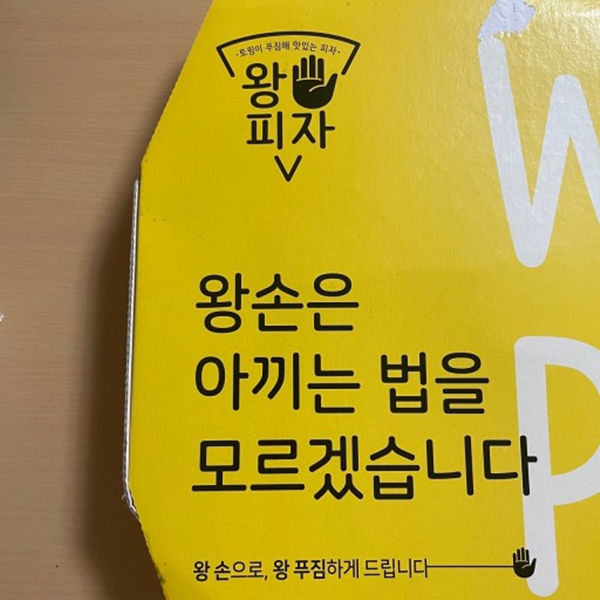 ·토핑이 푸짐해 맛있는 피자·
왕
피자
왕손은
아끼는 법을
모르겠습니다
왕 손으로, 왕 푸짐하게 드립니다
W
P